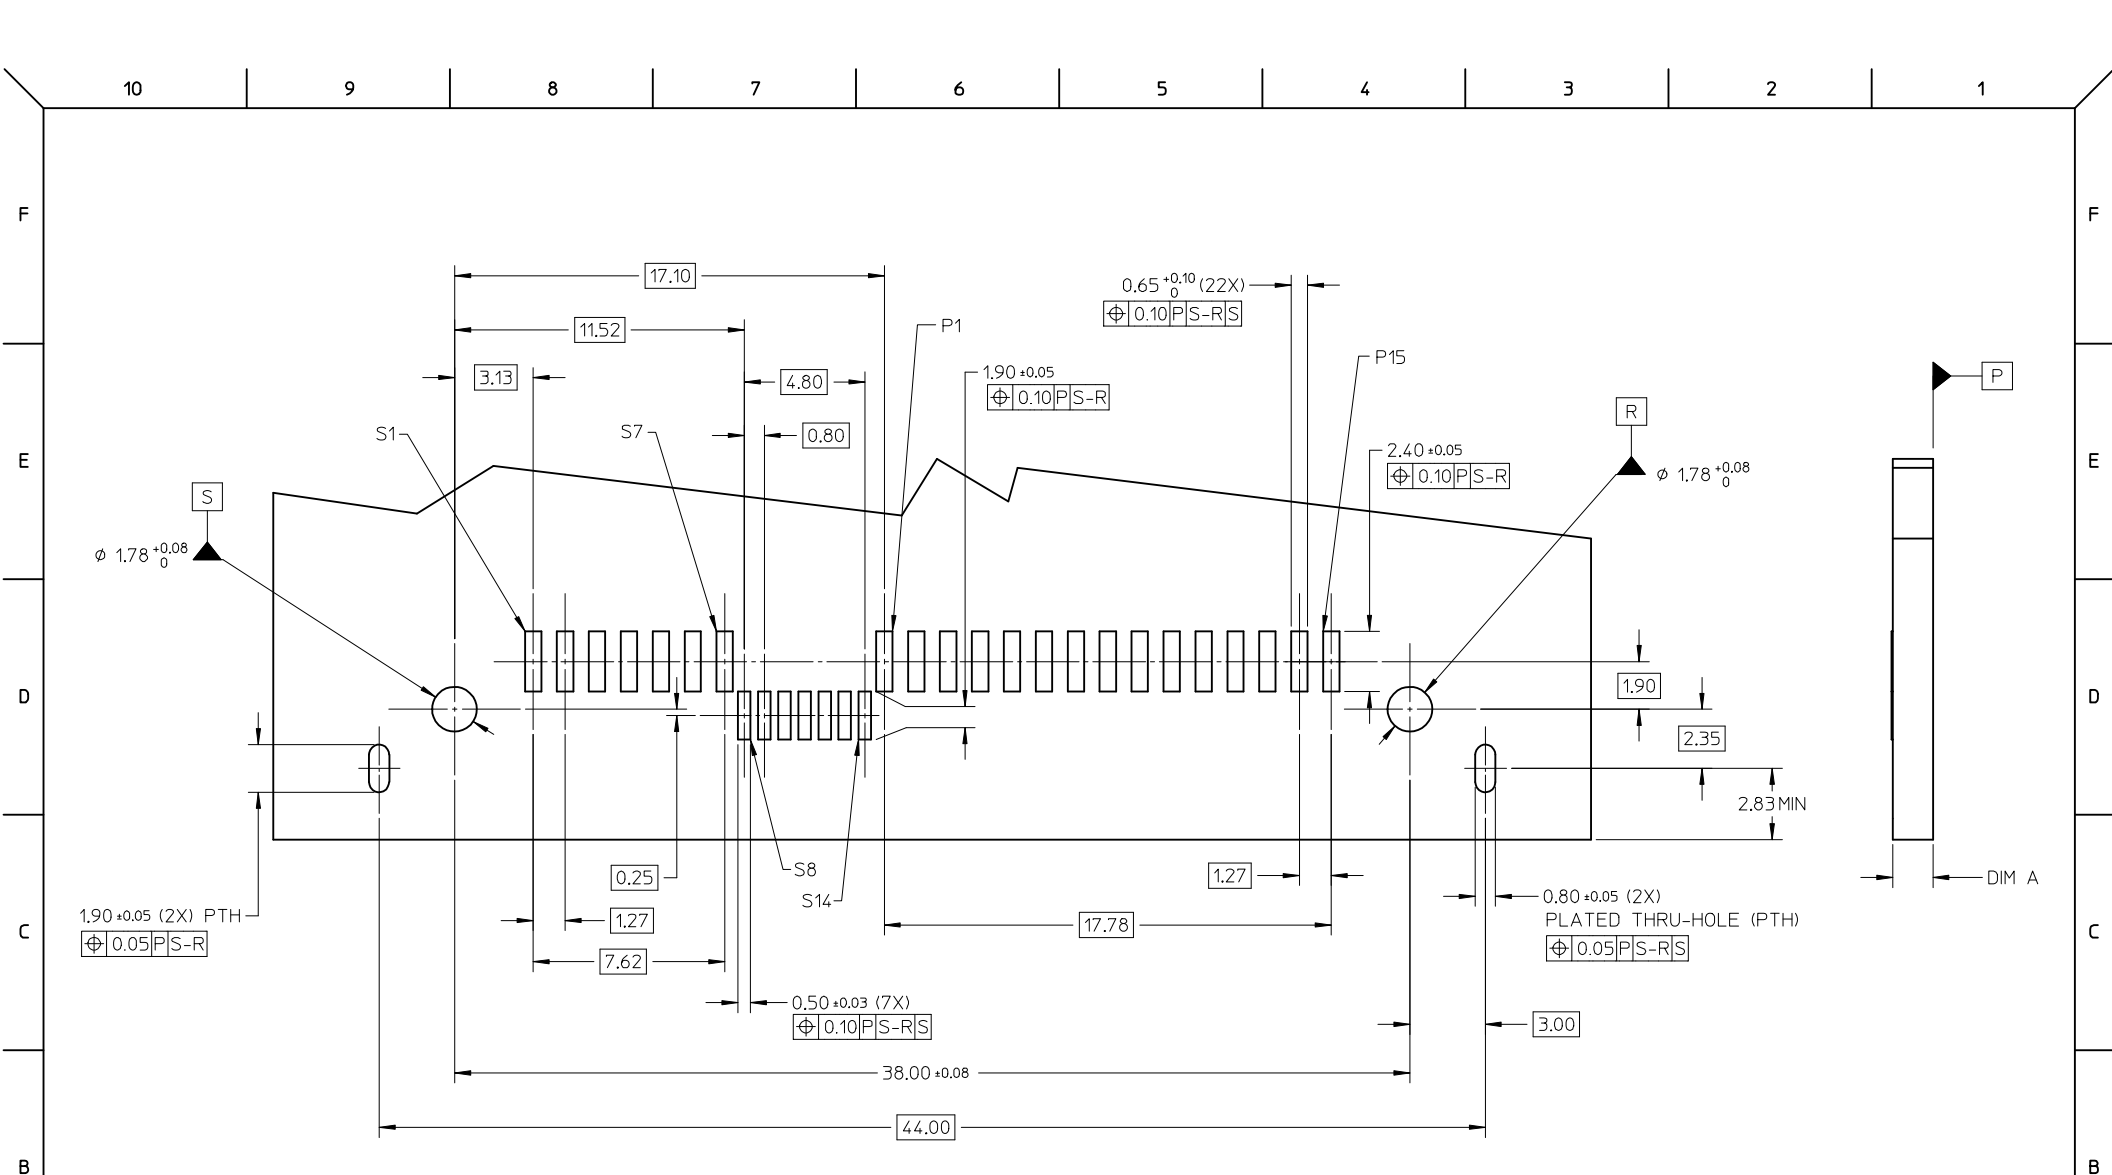 10 9 8 7 6 5 4 3 2 1
F F
17.10
0.65 +0.10 0 (22X)
⌖ 0.10 P S-R S
11.52
P1
P15
3.13
4.80
1.90 ±0.05
⌖ 0.10 P S-R
P
R
S1
S7
0.80
2.40 ±0.05
⌖ 0.10 P S-R
E E
⌀ 1.78 +0.08 0
S
⌀ 1.78 +0.08 0
D D
1.90
2.35
2.83 MIN
S8
0.25
1.27
DIM A
S14
0.80 ±0.05 (2X)
PLATED THRU-HOLE (PTH)
⌖ 0.05 P S-R S
1.90 ±0.05 (2X) PTH
⌖ 0.05 P S-R
1.27
17.78
C C
7.62
0.50 ±0.03 (7X)
⌖ 0.10 P S-R S
3.00
38.00 ±0.08
44.00
B B